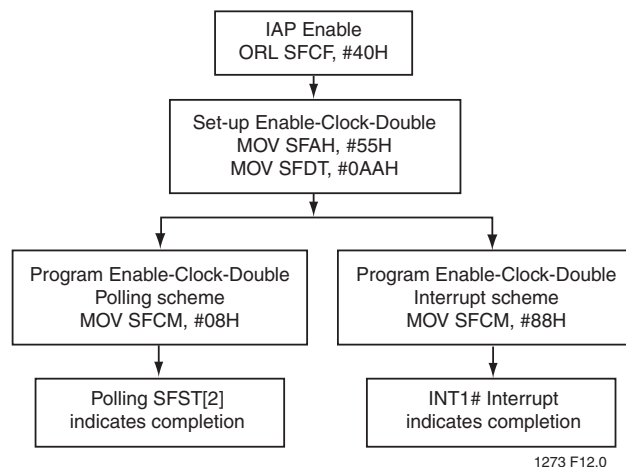 IAP Enable
ORL SFCF, #40H
Set-up Enable-Clock-Double
MOV SFAH, #55H
MOV SFDT, #0AAH
Program Enable-Clock-Double
Polling scheme
MOV SFCM, #08H
Program Enable-Clock-Double
Interrupt scheme
MOV SFCM, #88H
Polling SFST[2]
indicates completion
INT1# Interrupt
indicates completion
1273 F12.0